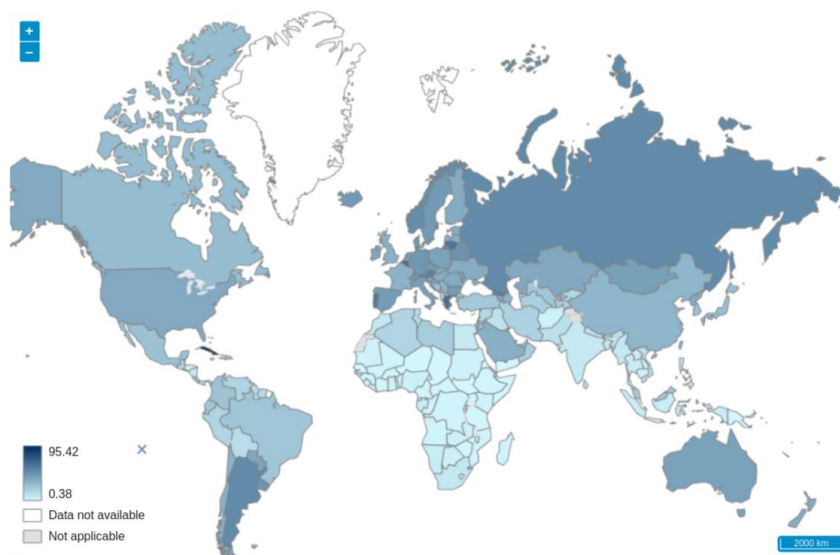 +
−
95.42
0.38
Data not available
Not applicable
2000 km